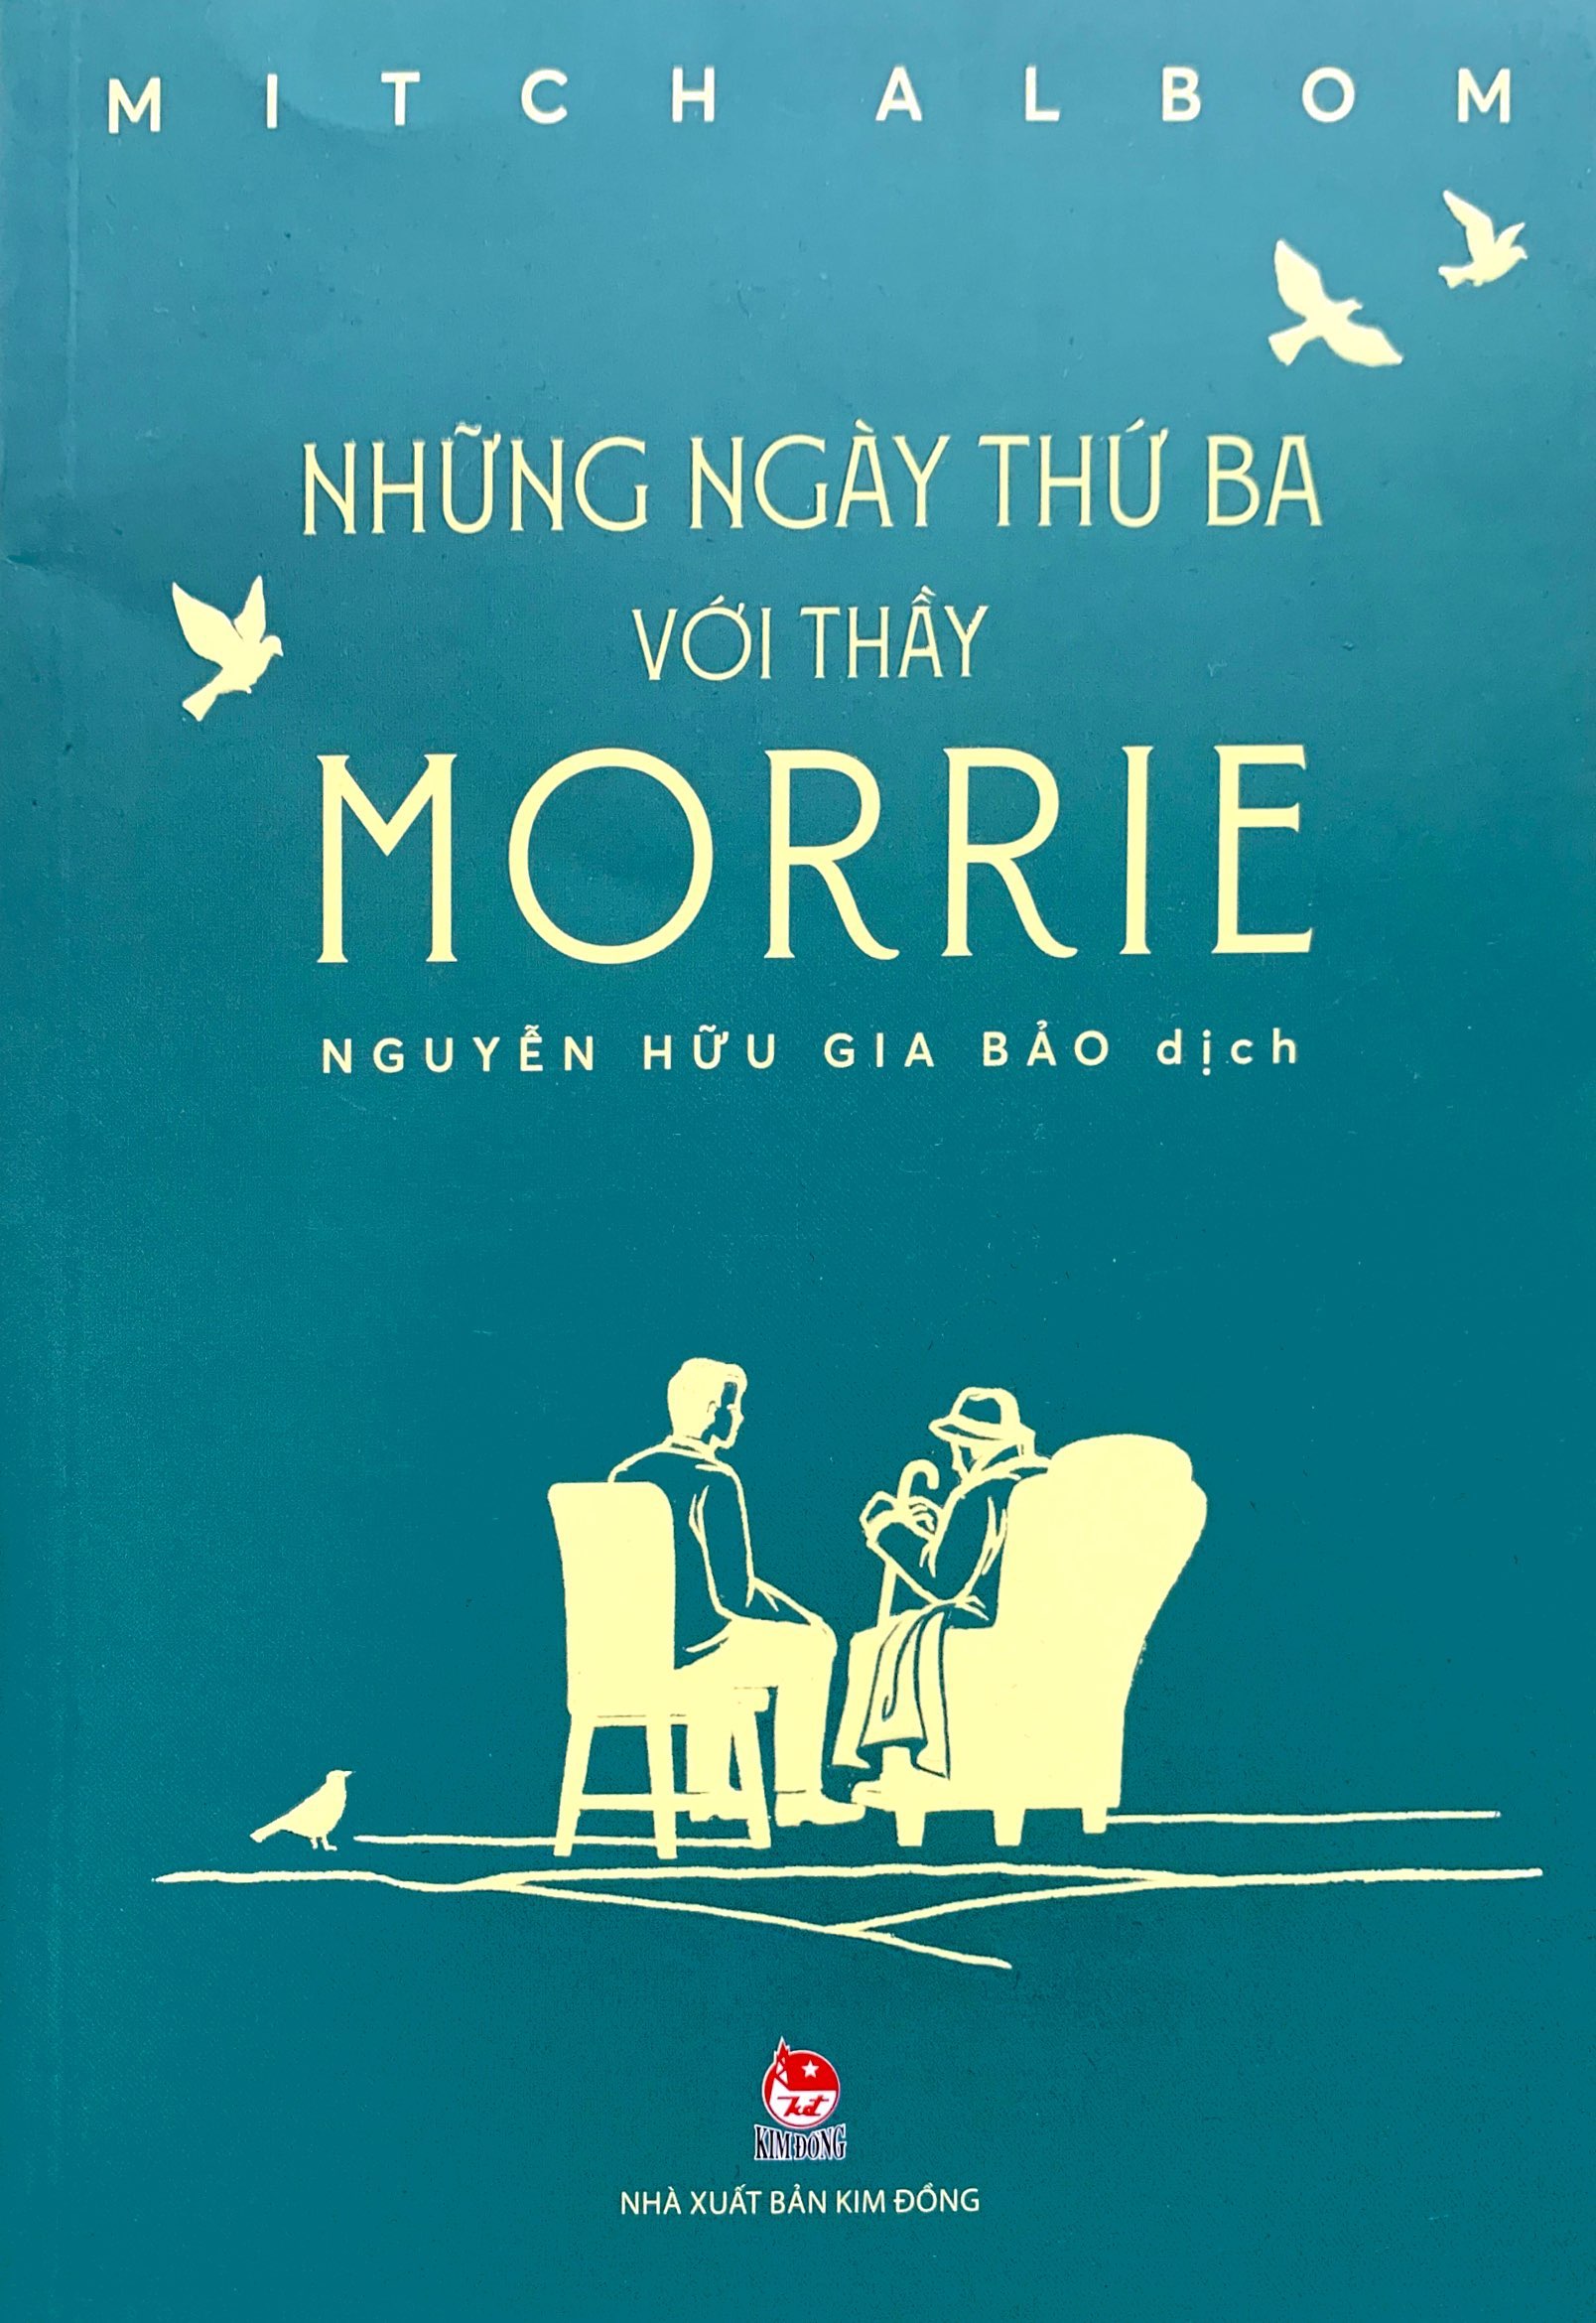 MITCH ALBOM
NHỮNG NGÀY THỨ BA
VỚI THẦY
MORRIE
NGUYỄN HỮU GIA BẢO dịch
kđ
KIM ĐỒNG
NHÀ XUẤT BẢN KIM ĐỒNG